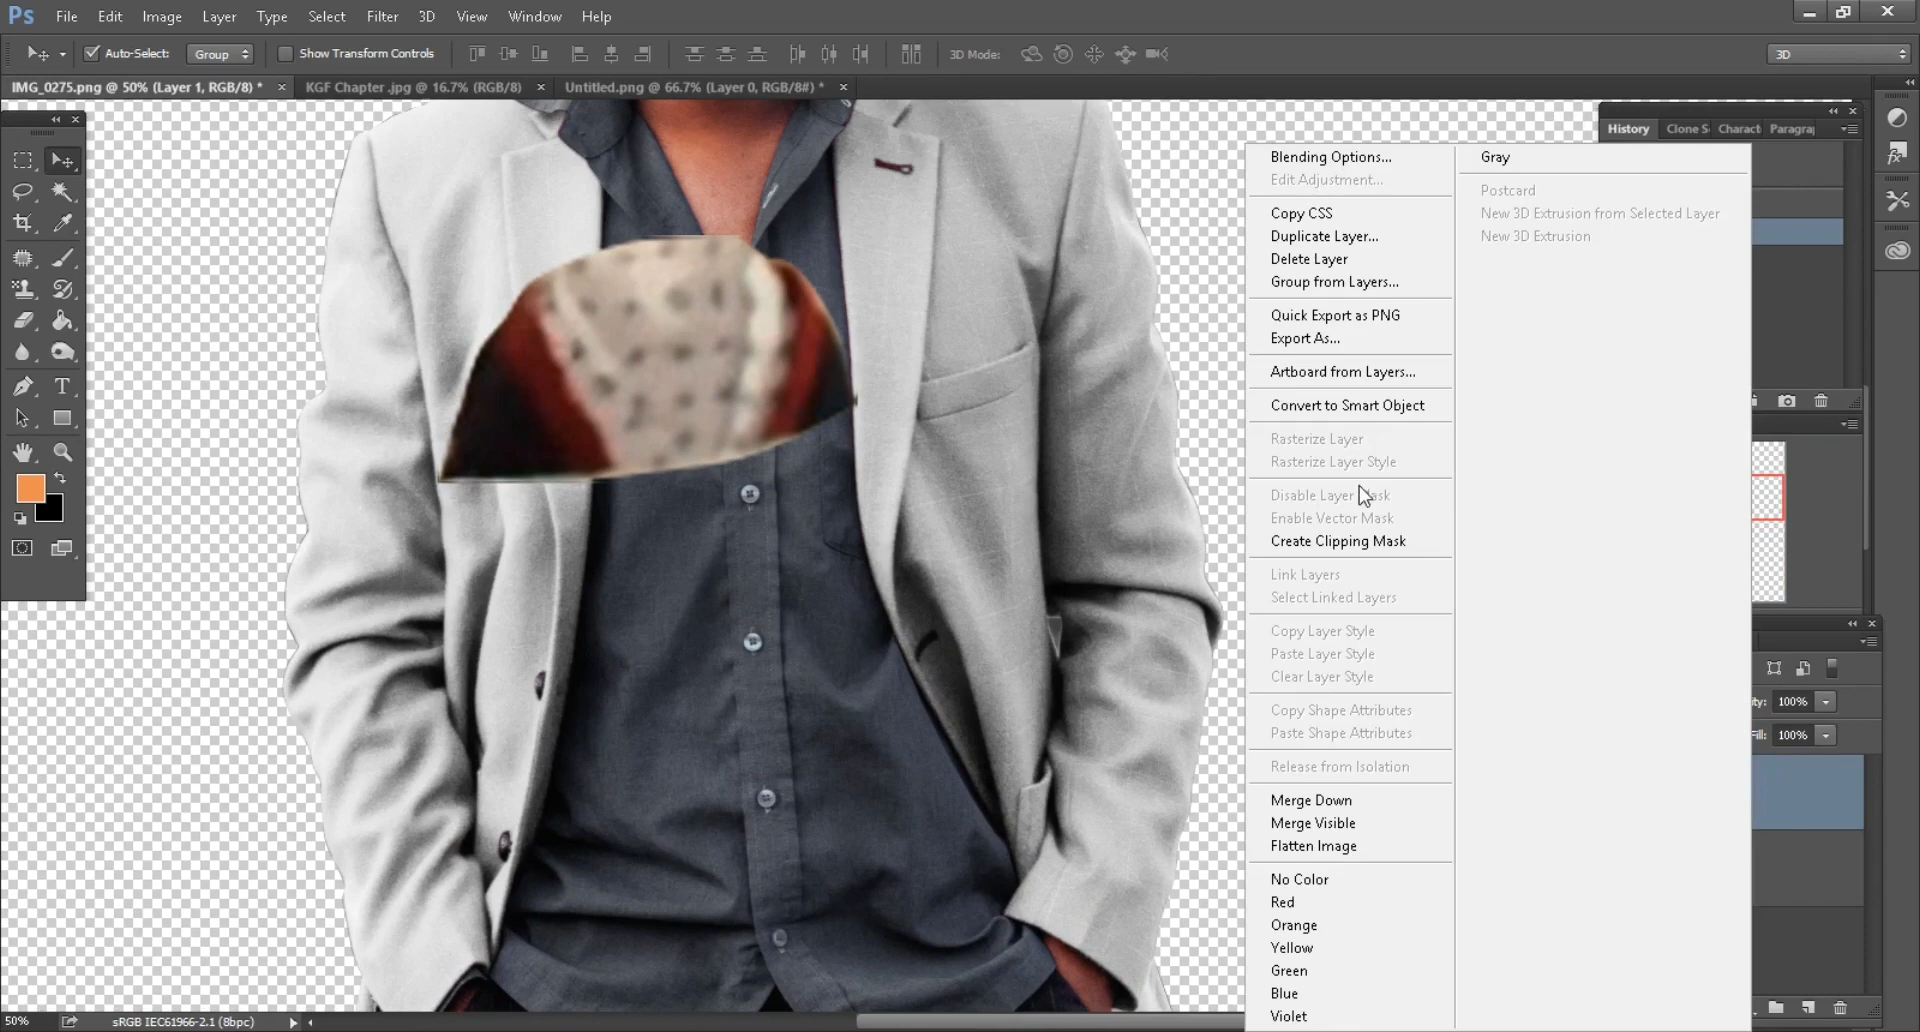 Ps File Edit Image Layer Type Select Filter 3D View Window Help
Auto-Select: Group Show Transform Controls 3D Mode: 3D
IMG_0275.png @ 50% (Layer 1, RGB/8) * × KGF Chapter .jpg @ 16.7% (RGB/8) × Untitled.png @ 66.7% (Layer 0, RGB/8#) * ×
History Clone S Charact Paragra
Blending Options...
Edit Adjustment...
Copy CSS
Duplicate Layer...
Delete Layer
Group from Layers...
Quick Export as PNG
Export As...
Artboard from Layers...
Convert to Smart Object
Rasterize Layer
Rasterize Layer Style
Disable Layer Mask
Enable Vector Mask
Create Clipping Mask
Link Layers
Select Linked Layers
Copy Layer Style
Paste Layer Style
Clear Layer Style
Copy Shape Attributes
Paste Shape Attributes
Release from Isolation
Merge Down
Merge Visible
Flatten Image
No Color
Red
Orange
Yellow
Green
Blue
Violet
Gray
Postcard
New 3D Extrusion from Selected Layer
New 3D Extrusion
ity: 100%
Fill: 100%
50% sRGB IEC61966-2.1 (8bpc)